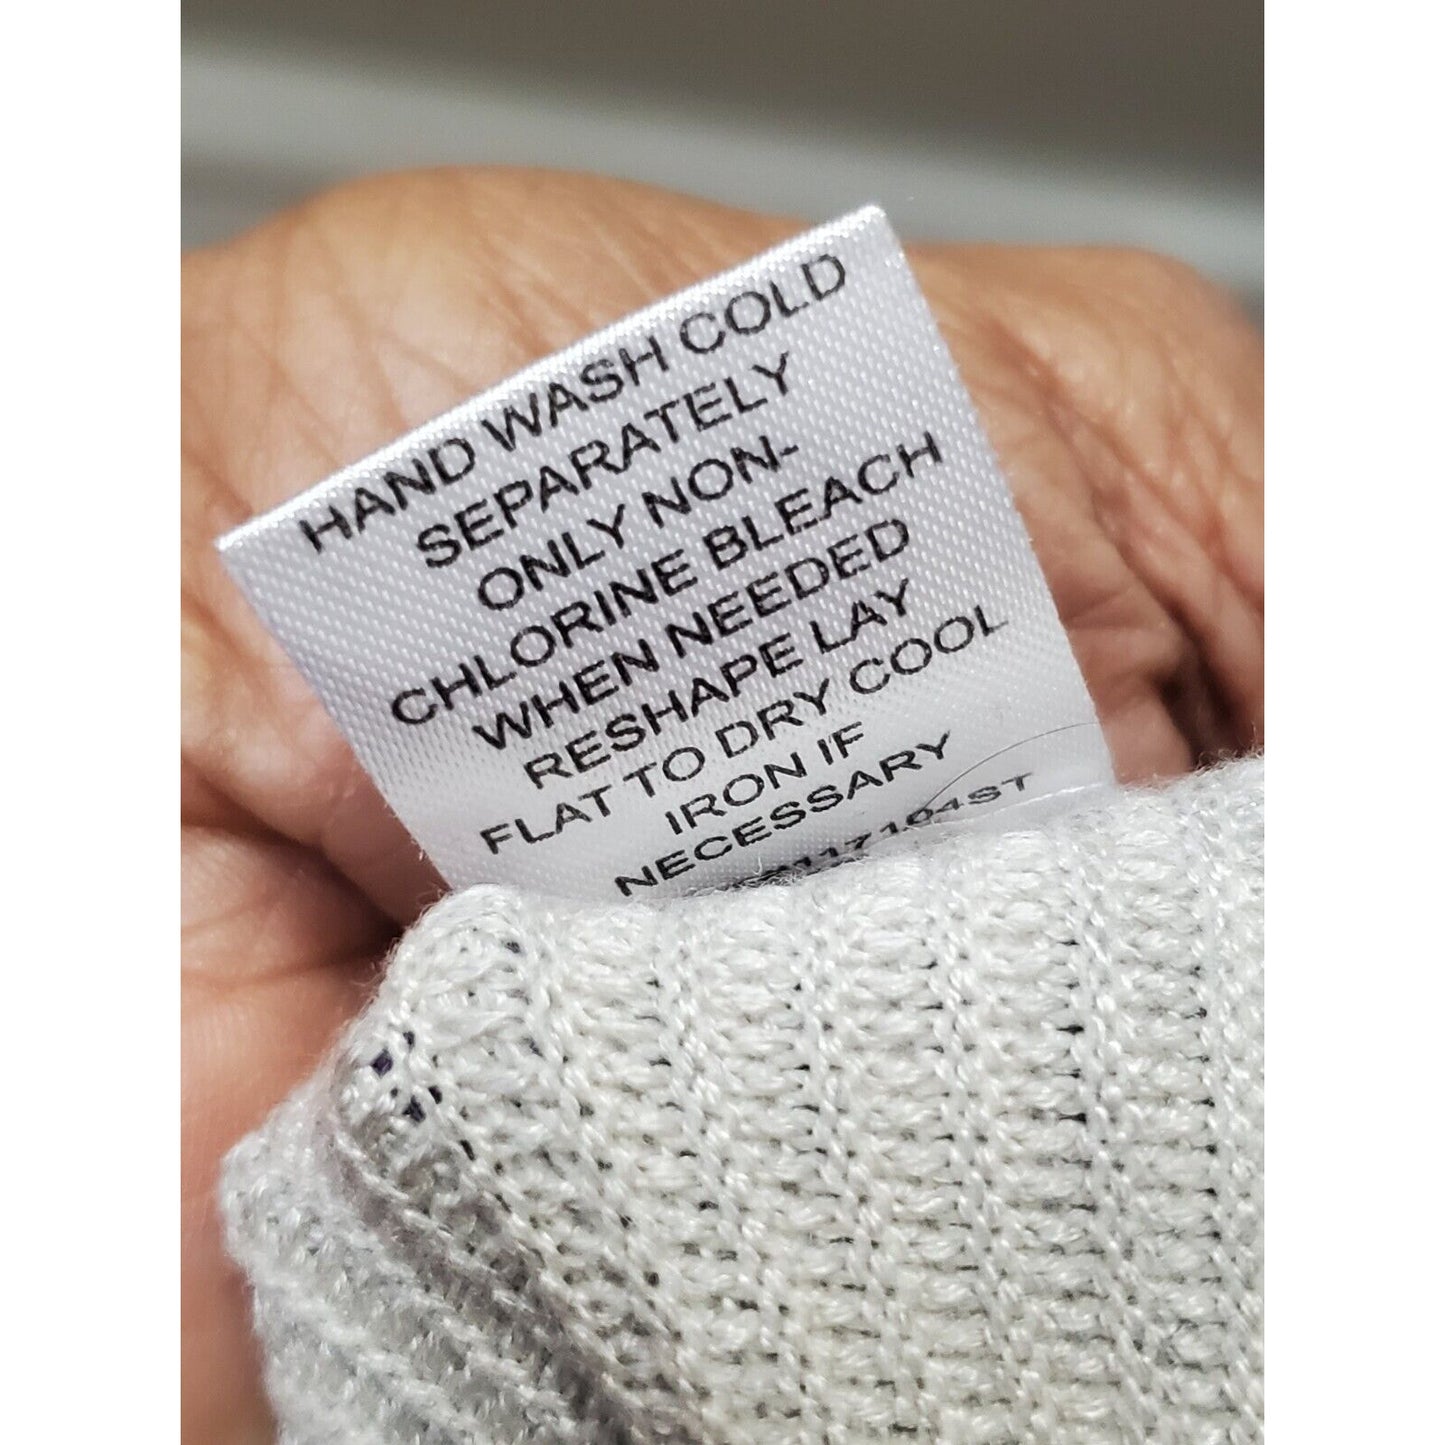 HAND WASH COLD
SEPARATELY
ONLY NON-
CHLORINE BLEACH
WHEN NEEDED
RESHAPE LAY
FLAT TO DRY COOL
IRON IF
NECESSARY